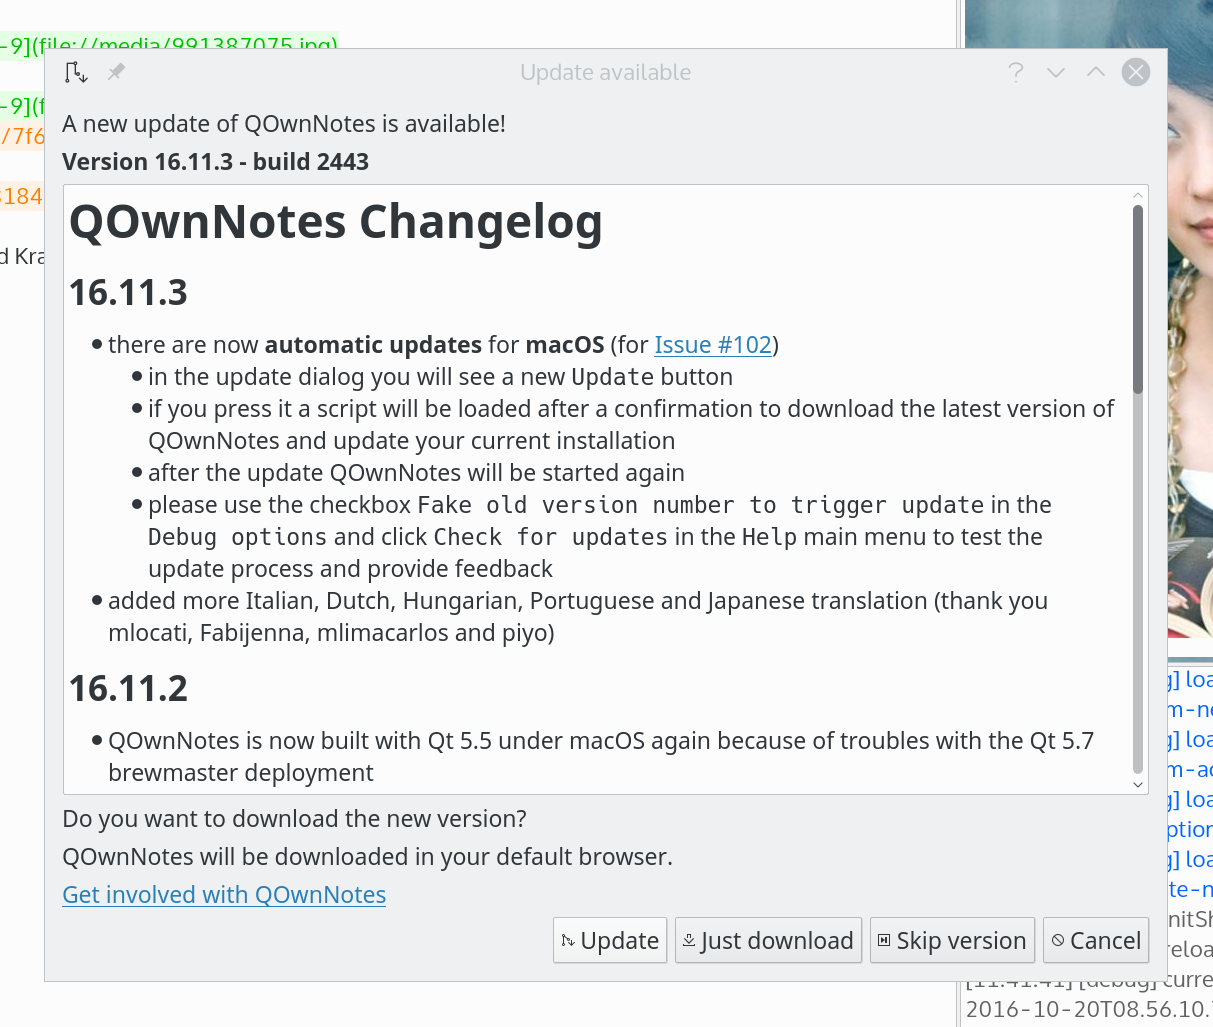 -9](file://media/991387075.jpg)
-9](f
/7f6
3184
d Kra
Update available
A new update of QOwnNotes is available!
Version 16.11.3 - build 2443
QOwnNotes Changelog
16.11.3
there are now automatic updates for macOS (for Issue #102)
in the update dialog you will see a new Update button
if you press it a script will be loaded after a confirmation to download the latest version of
QOwnNotes and update your current installation
after the update QOwnNotes will be started again
please use the checkbox Fake old version number to trigger update in the
Debug options and click Check for updates in the Help main menu to test the
update process and provide feedback
added more Italian, Dutch, Hungarian, Portuguese and Japanese translation (thank you
mlocati, Fabijenna, mlimacarlos and piyo)
16.11.2
QOwnNotes is now built with Qt 5.5 under macOS again because of troubles with the Qt 5.7
brewmaster deployment
Do you want to download the new version?
QOwnNotes will be downloaded in your default browser.
Get involved with QOwnNotes
Update
Just download
Skip version
Cancel
g] loa
m-ne
g] loa
m-ac
g] loa
ption
g] loa
te-n
nitSh
reloa
[11:41:41] [debug] curre
2016-10-20T08.56.10.